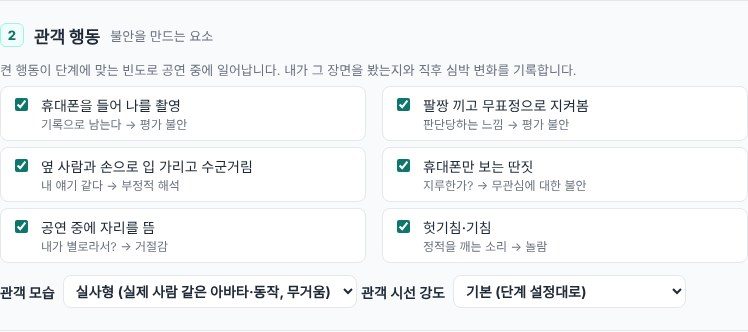 2 관객 행동 불안을 만드는 요소
켠 행동이 단계에 맞는 빈도로 공연 중에 일어납니다. 내가 그 장면을 봤는지와 직후 심박 변화를 기록합니다.
휴대폰을 들어 나를 촬영
기록으로 남는다 → 평가 불안
팔짱 끼고 무표정으로 지켜봄
판단당하는 느낌 → 평가 불안
옆 사람과 손으로 입 가리고 수군거림
내 얘기 같다 → 부정적 해석
휴대폰만 보는 딴짓
지루한가? → 무관심에 대한 불안
공연 중에 자리를 뜸
내가 별로라서? → 거절감
헛기침·기침
정적을 깨는 소리 → 놀람
관객 모습 실사형 (실제 사람 같은 아바타·동작, 무거움) 관객 시선 강도 기본 (단계 설정대로)